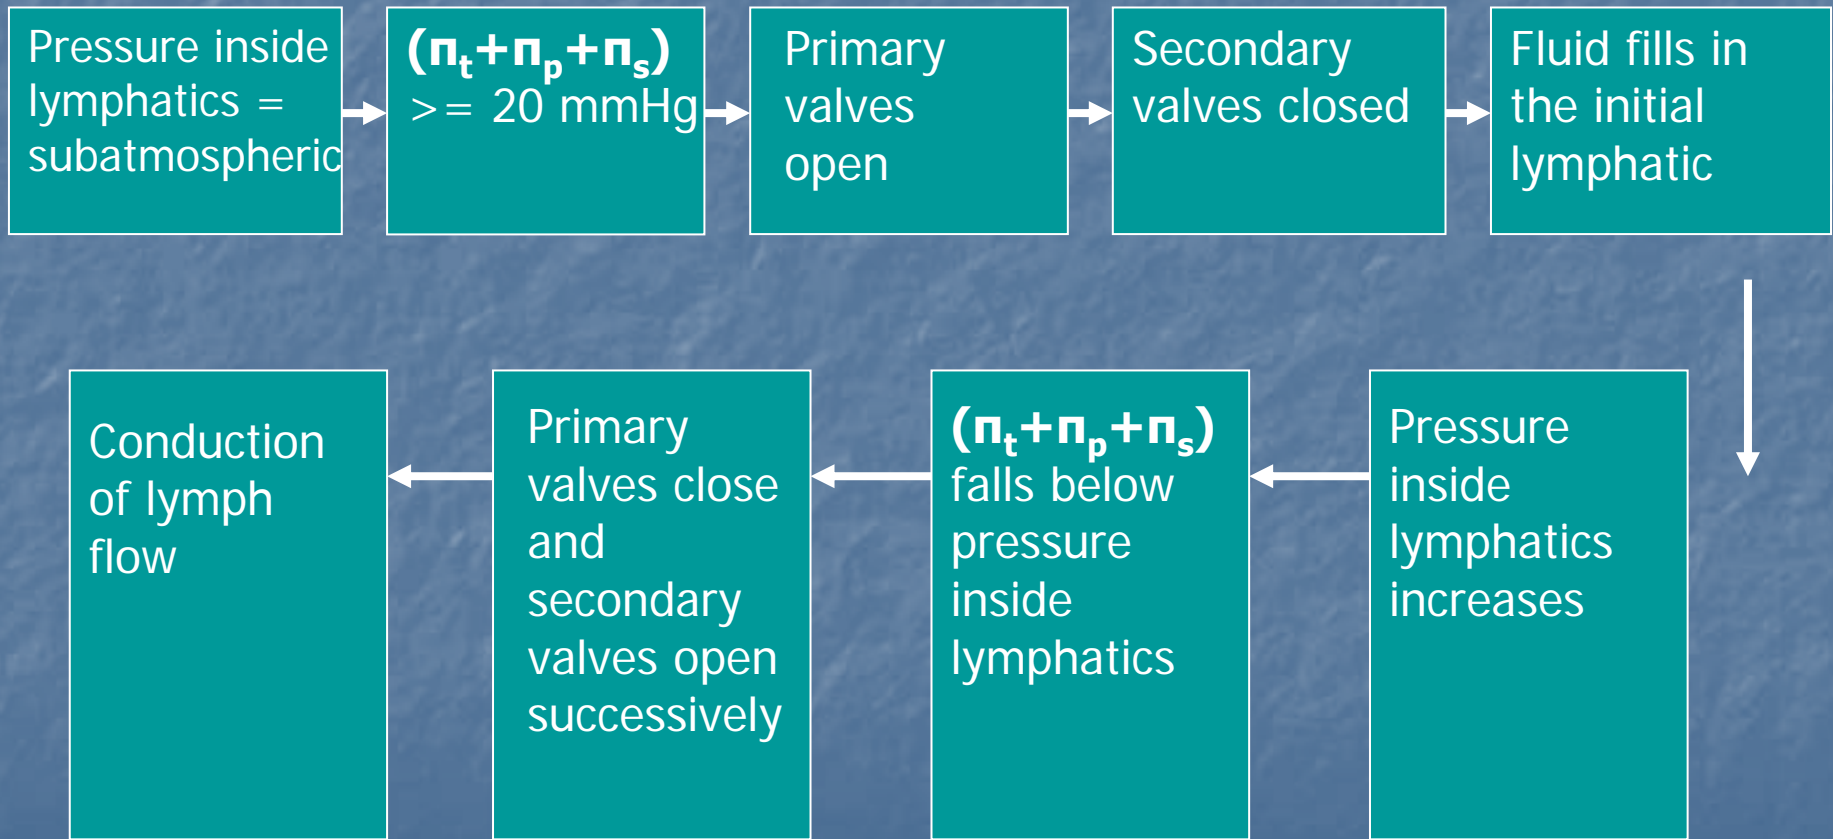 Pressure inside
lymphatics =
subatmospheric
(πt+πp+πs)
>= 20 mmHg
Primary
valves
open
Secondary
valves closed
Fluid fills in
the initial
lymphatic
Pressure
inside
lymphatics
increases
(πt+πp+πs)
falls below
pressure
inside
lymphatics
Primary
valves close
and
secondary
valves open
successively
Conduction
of lymph
flow